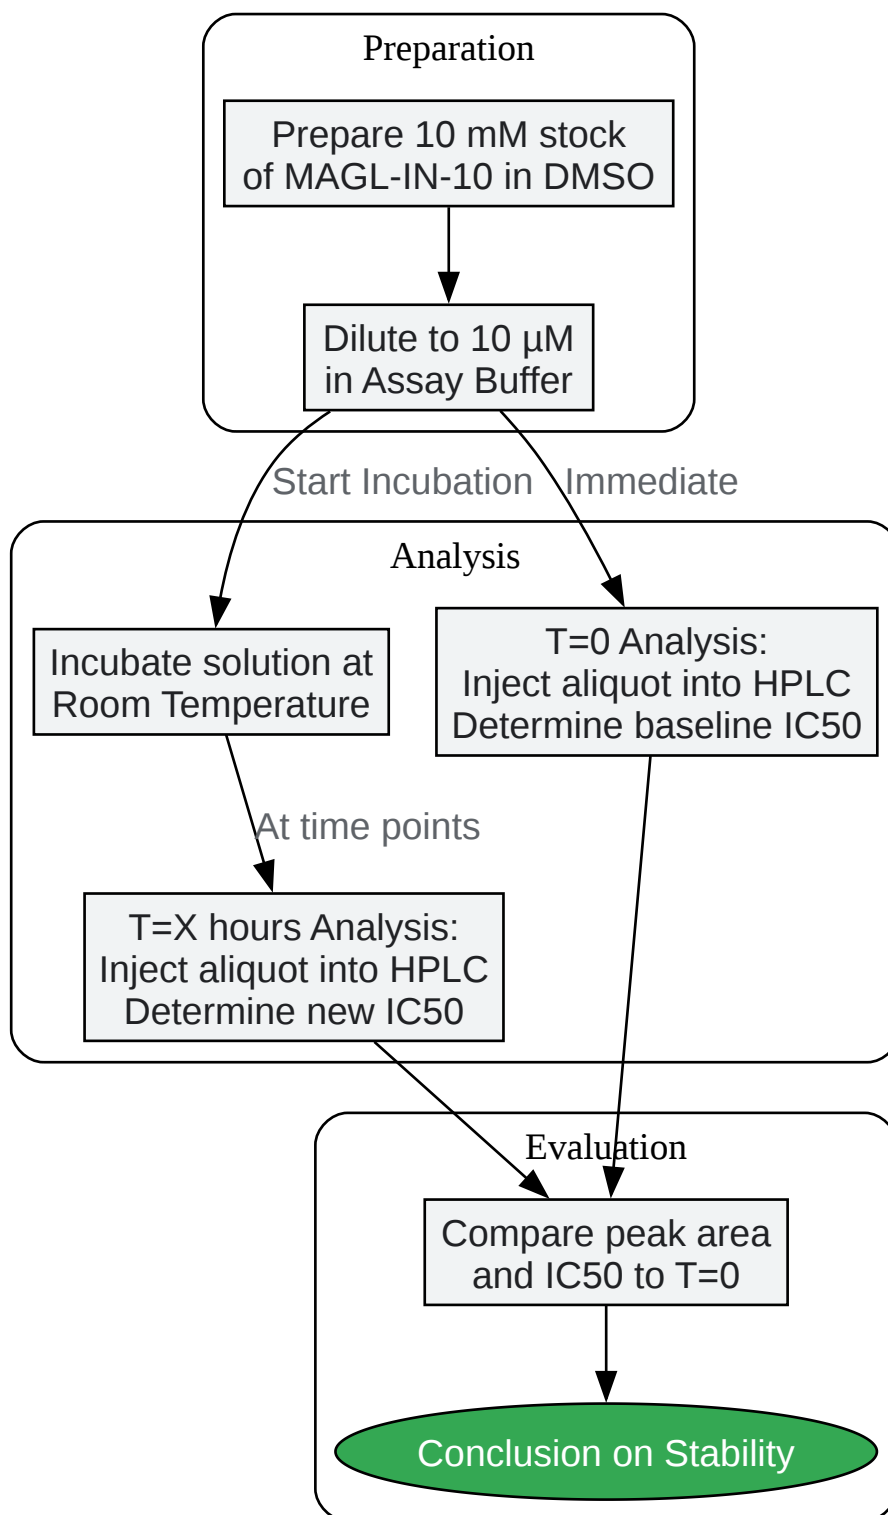 Preparation
Prepare 10 mM stock
of MAGL-IN-10 in DMSO
Dilute to 10 µM
in Assay Buffer
Start Incubation
Immediate
Analysis
Incubate solution at
Room Temperature
T=0 Analysis:
Inject aliquot into HPLC
Determine baseline IC50
At time points
T=X hours Analysis:
Inject aliquot into HPLC
Determine new IC50
Evaluation
Compare peak area
and IC50 to T=0
Conclusion on Stability